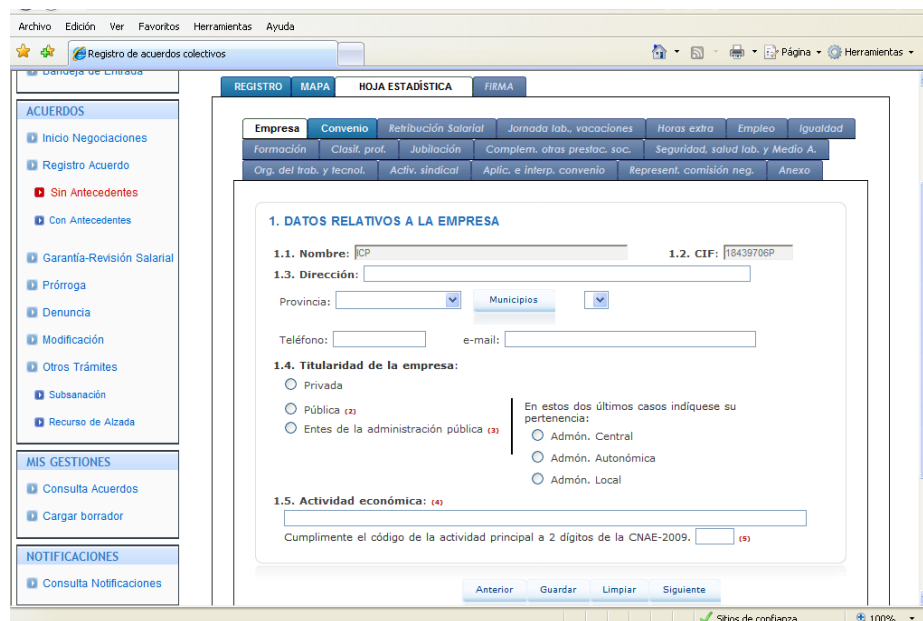 Archivo Edición Ver Favoritos Herramientas Ayuda
Registro de acuerdos colectivos
Página Herramientas
Bandeja de Entrada
ACUERDOS
Inicio Negociaciones
Registro Acuerdo
Sin Antecedentes
Con Antecedentes
Garantía-Revisión Salarial
Prórroga
Denuncia
Modificación
Otros Trámites
Subsanación
Recurso de Alzada
MIS GESTIONES
Consulta Acuerdos
Cargar borrador
NOTIFICACIONES
Consulta Notificaciones
REGISTRO MAPA HOJA ESTADÍSTICA FIRMA
Empresa Convenio Retribución Salarial Jornada lab., vacaciones Horas extra Empleo Igualdad
Formación Clasif. prof. Jubilación Complem. otras prestac. soc. Seguridad, salud lab. y Medio A.
Org. del trab. y tecnol. Activ. sindical Aplic. e interp. convenio Represent. comisión neg. Anexo
1. DATOS RELATIVOS A LA EMPRESA
1.1. Nombre: ICP 1.2. CIF: 18439706P
1.3. Dirección:
Provincia: Municipios
Teléfono: e-mail:
1.4. Titularidad de la empresa:
Privada
Pública (2)
Entes de la administración pública (3)
En estos dos últimos casos indíquese su
pertenencia:
Admón. Central
Admón. Autonómica
Admón. Local
1.5. Actividad económica: (4)
Cumplimente el código de la actividad principal a 2 dígitos de la CNAE-2009. (5)
Anterior Guardar Limpiar Siguiente
Sitios de confianza 100%